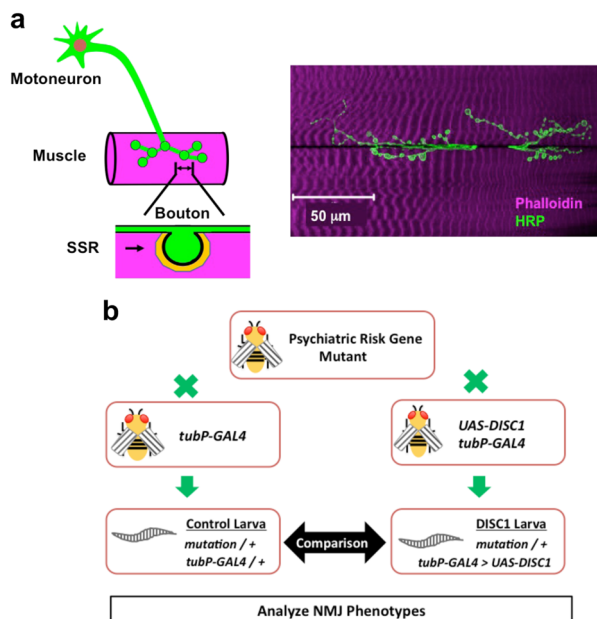 a
Motoneuron
Muscle
Bouton
SSR
50 μm
Phalloidin
HRP
b
Psychiatric Risk Gene
Mutant
tubP-GAL4
UAS-DISC1
tubP-GAL4
Control Larva
mutation / +
tubP-GAL4 / +
Comparison
DISC1 Larva
mutation / +
tubP-GAL4 > UAS-DISC1
Analyze NMJ Phenotypes